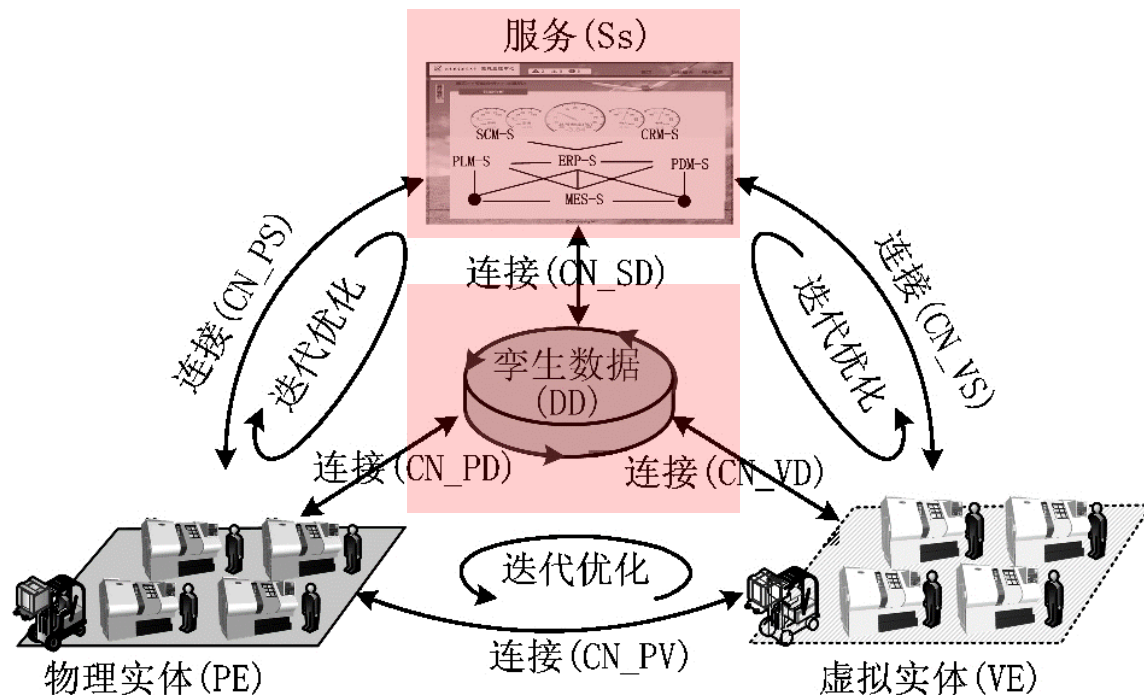 服务(Ss)
SCM-S
CRM-S
PLM-S
ERP-S
PDM-S
MES-S
连接(CN_PS)
迭代优化
连接(CN_SD)
迭代优化
连接(CN_VS)
孪生数据
(DD)
连接(CN_PD)
连接(CN_VD)
迭代优化
连接(CN_PV)
物理实体(PE)
虚拟实体(VE)